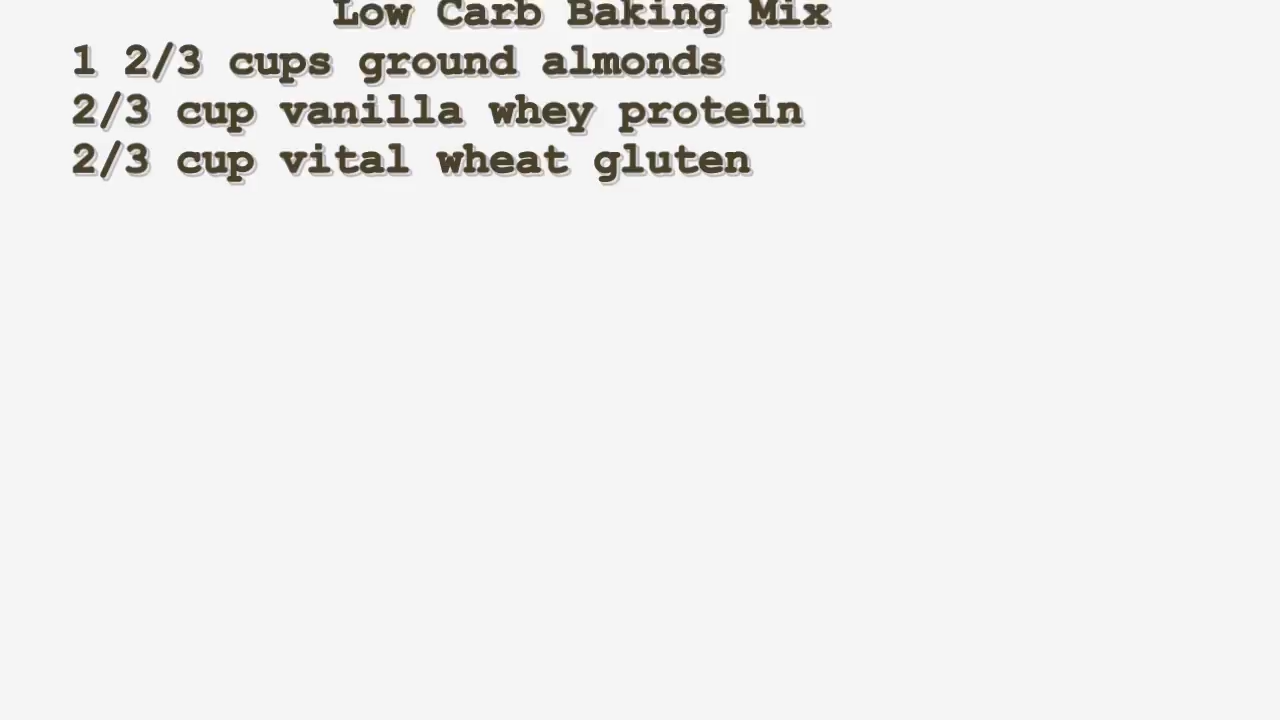 Low Carb Baking Mix
1 2/3 cups ground almonds
2/3 cup vanilla whey protein
2/3 cup vital wheat gluten